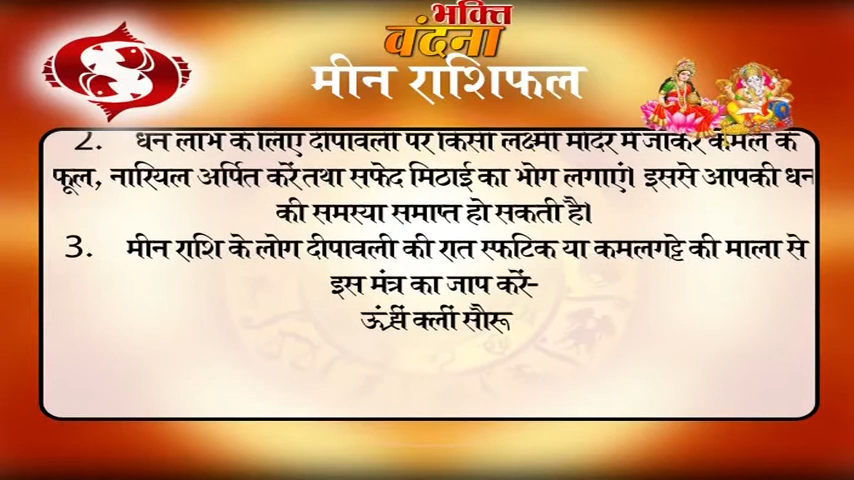 भक्ति
वंदना
मीन राशिफल
2. धन लाभ के लिए दीपावली पर किसी लक्ष्मी मंदिर में जाकर कमल के
फूल, नारियल अर्पित करें तथा सफेद मिठाई का भोग लगाएं। इससे आपकी धन
की समस्या समाप्त हो सकती है।
3. मीन राशि के लोग दीपावली की रात स्फटिक या कमलगट्टे की माला से
इस मंत्र का जाप करें-
ऊंह्रीं क्लीं सौरू